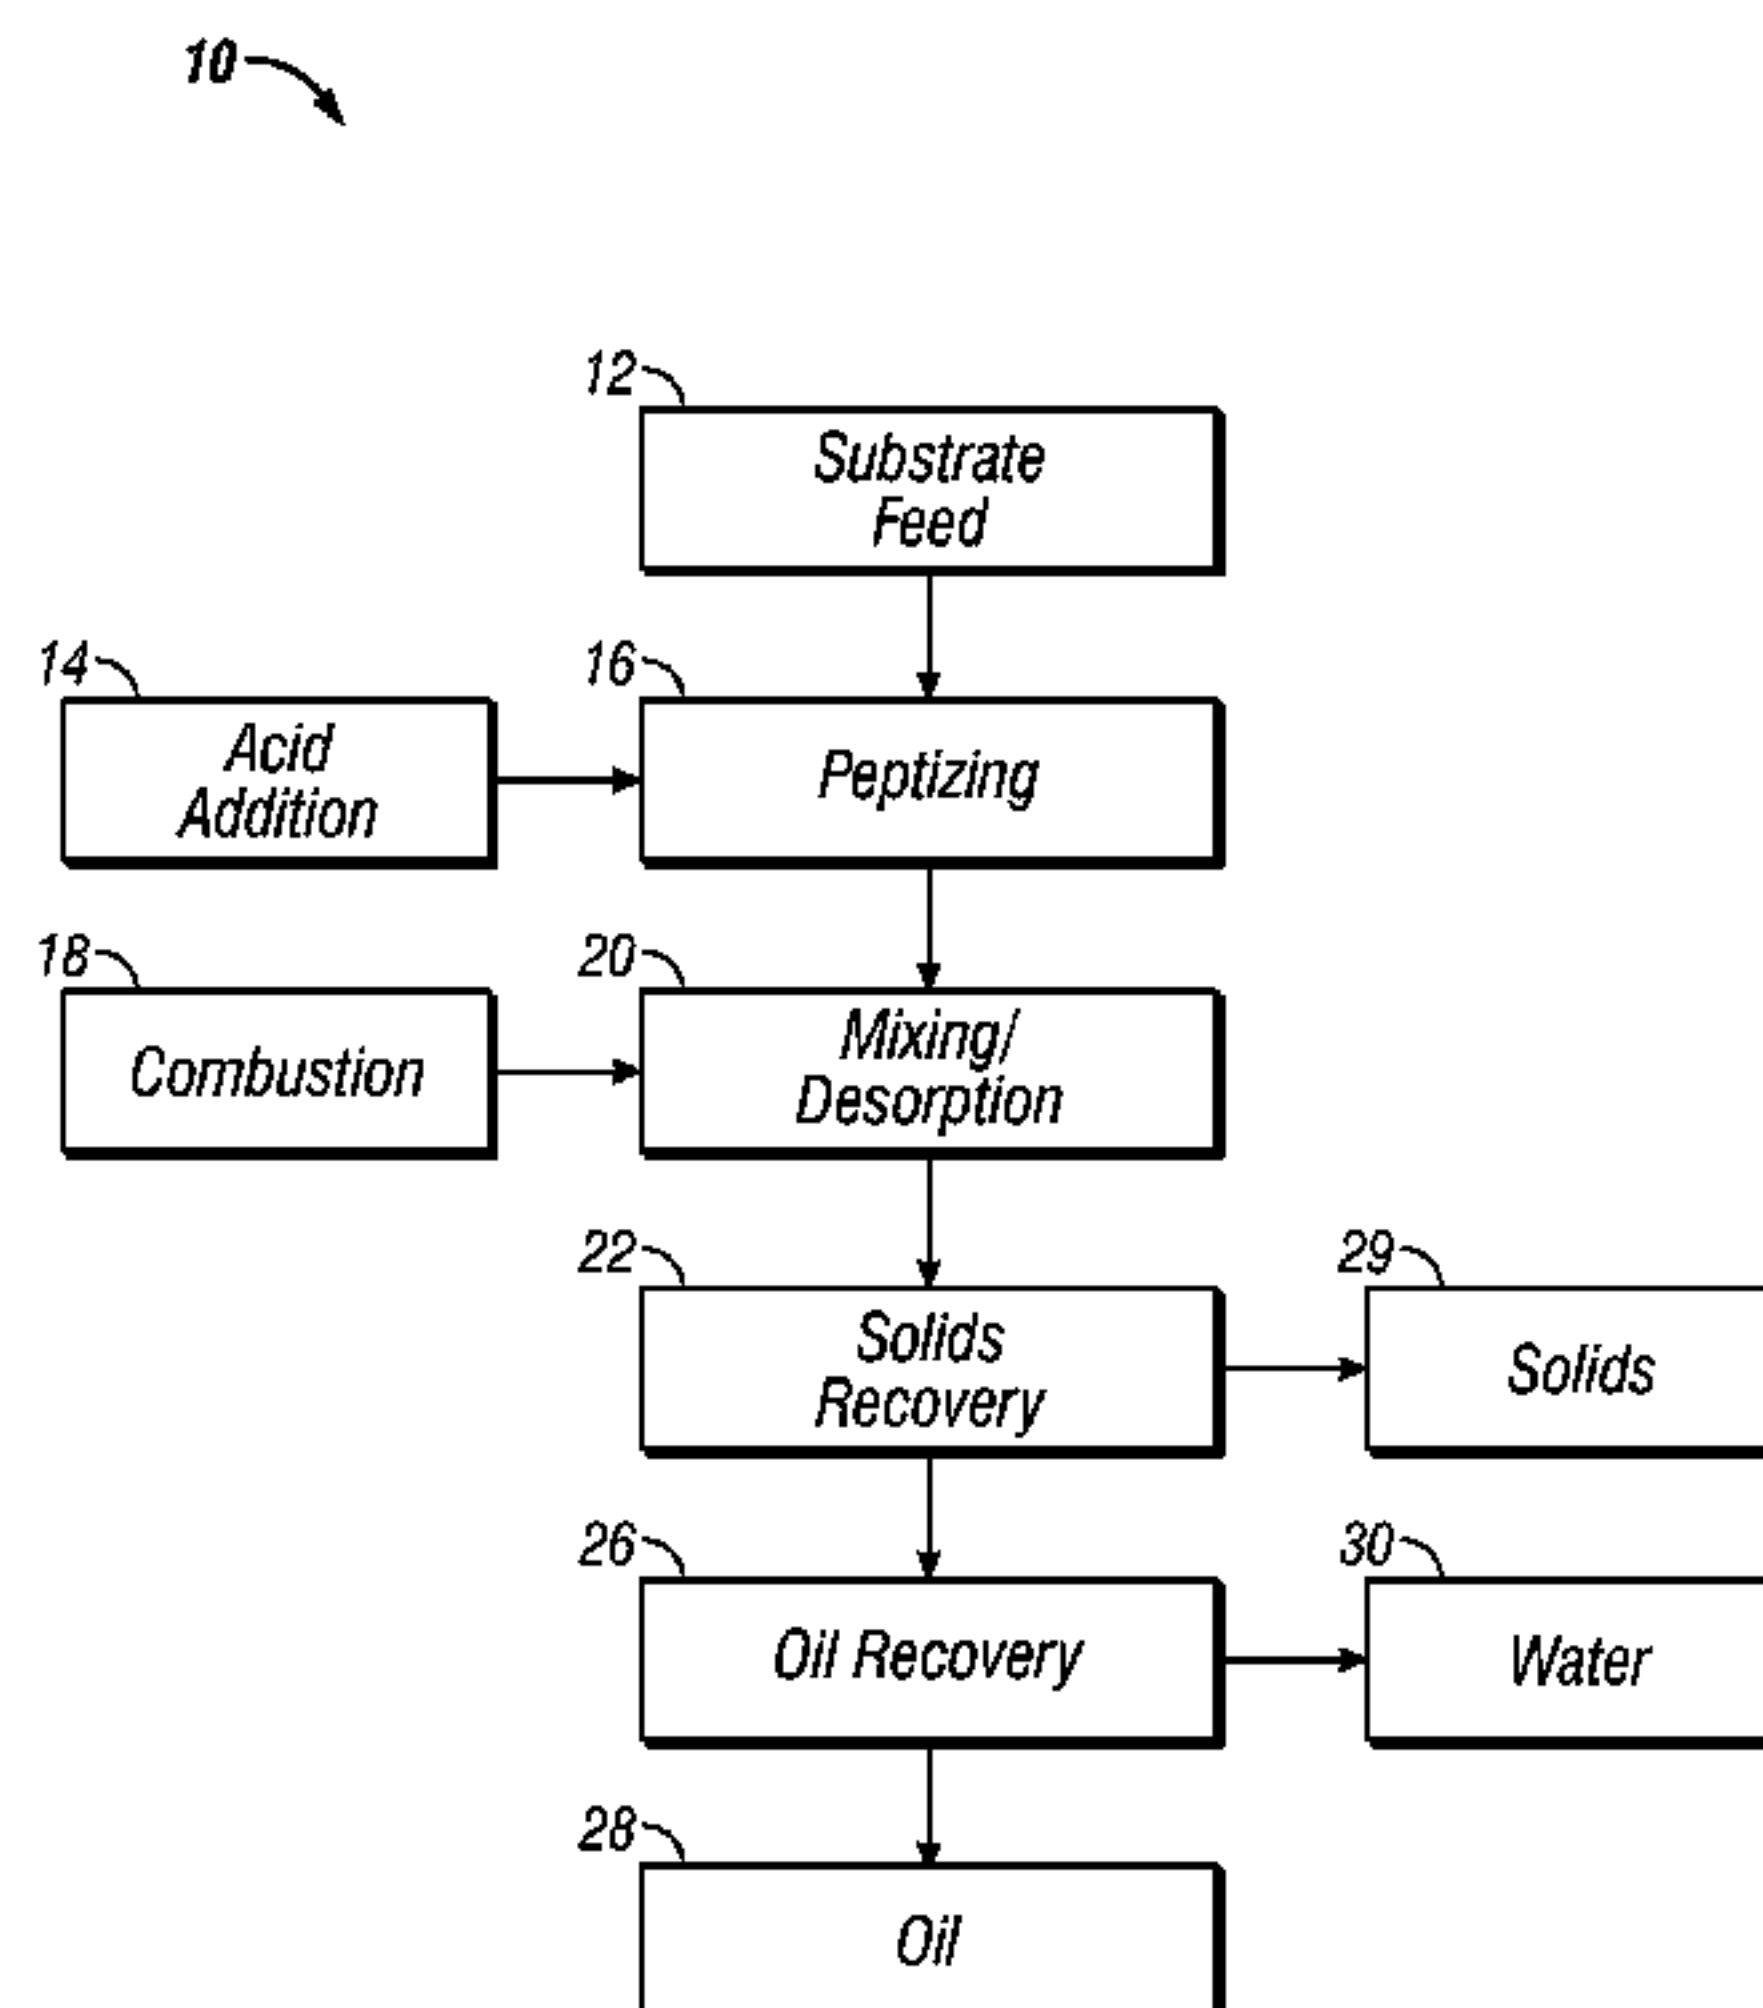 10
12
Substrate
Feed
14
16
Acid
Addition
Peptizing
18
20
Combustion
Mixing/
Desorption
22
29
Solids
Recovery
Solids
26
30
Oil Recovery
Water
28
Oil